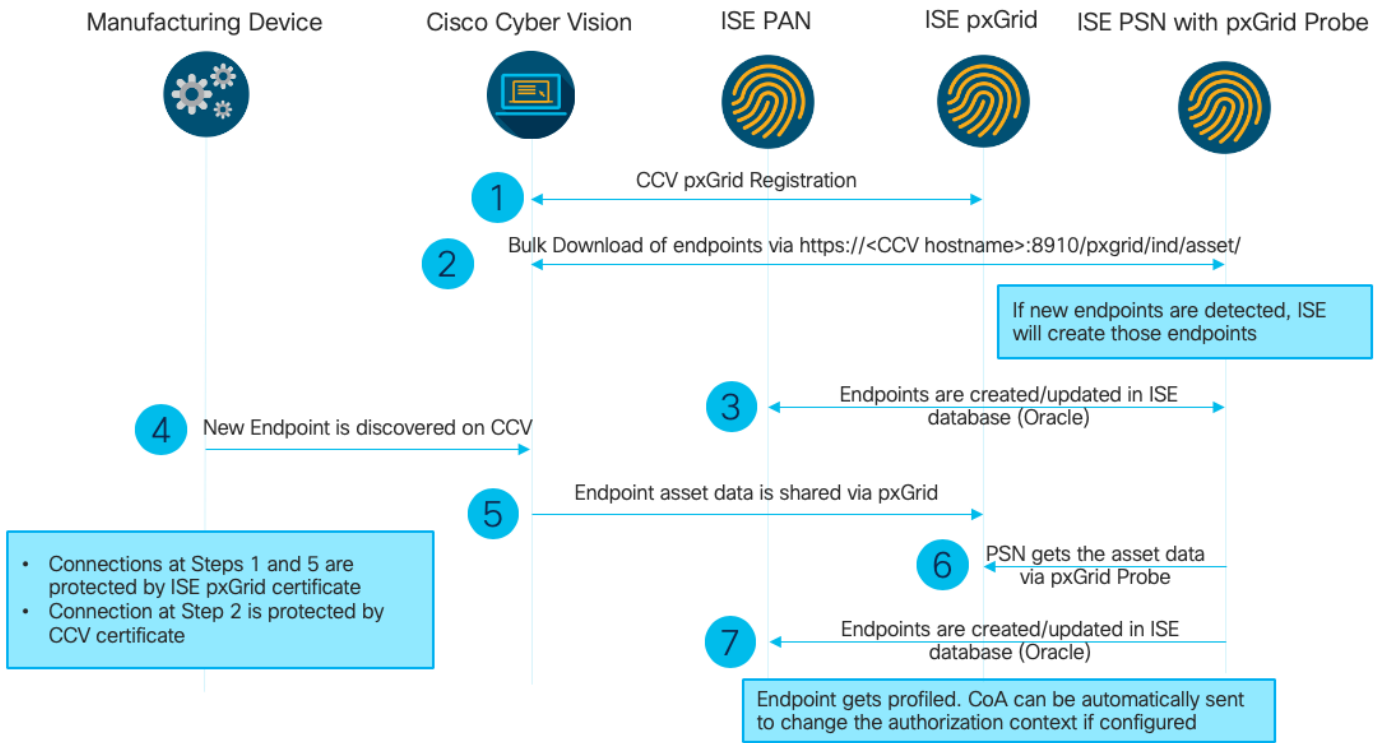 Manufacturing Device
Cisco Cyber Vision
ISE PAN
ISE pxGrid
ISE PSN with pxGrid Probe
1
CCV pxGrid Registration
2
Bulk Download of endpoints via https://<CCV hostname>:8910/pxgrid/ind/asset/
If new endpoints are detected, ISE
will create those endpoints
3
Endpoints are created/updated in ISE
database (Oracle)
4
New Endpoint is discovered on CCV
5
Endpoint asset data is shared via pxGrid
• Connections at Steps 1 and 5 are
protected by ISE pxGrid certificate
• Connection at Step 2 is protected by
CCV certificate
6
PSN gets the asset data
via pxGrid Probe
7
Endpoints are created/updated in ISE
database (Oracle)
Endpoint gets profiled. CoA can be automatically sent
to change the authorization context if configured